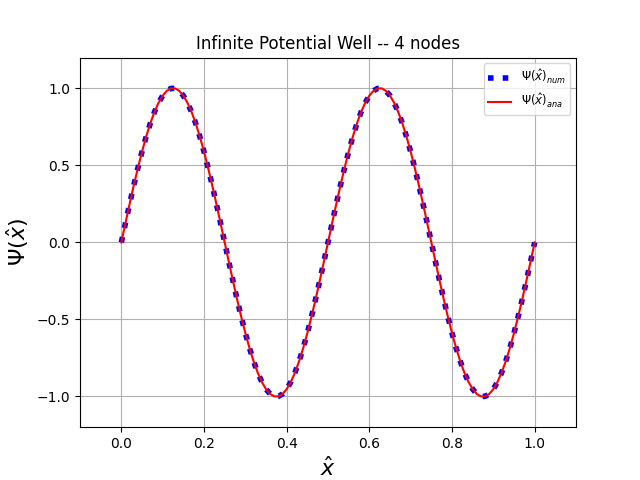 Infinite Potential Well -- 4 nodes
Ψ(x̂)
1.0
0.5
0.0
−0.5
−1.0
Ψ(x̂)num
Ψ(x̂)ana
0.0 0.2 0.4 0.6 0.8 1.0
x̂